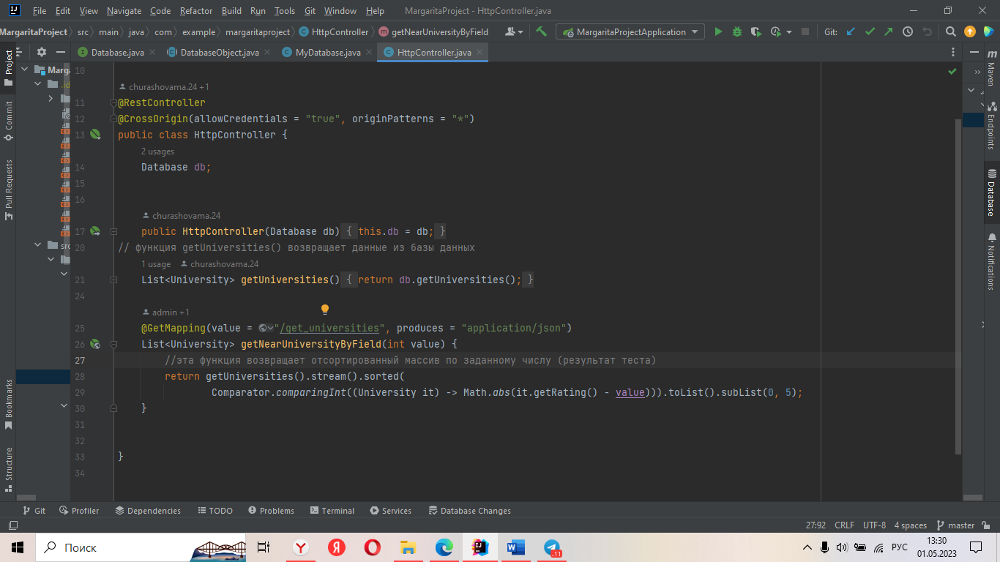 File Edit View Navigate Code Refactor Build Run Tools Git Window Help MargaritaProject - HttpController.java
MargaritaProject src main java com example margaritaproject HttpController getNearUniversityByField MargaritaProjectApplication Git:
Database.java DatabaseObject.java MyDatabase.java HttpController.java
Project
Commit
Pull Requests
Bookmarks
Structure
Marga
.id
src
10
churashovama.24 +1
11 @RestController
12 @CrossOrigin(allowCredentials = "true", originPatterns = "*")
13 public class HttpController {
2 usages
14 Database db;
15
16
churashovama.24
17 public HttpController(Database db) { this.db = db; }
20 // функция getUniversities() возвращает данные из базы данных
1 usage churashovama.24
21 List<University> getUniversities() { return db.getUniversities(); }
24
admin +1
25 @GetMapping(value = "/get_universities", produces = "application/json")
26 List<University> getNearUniversityByField(int value) {
27 //эта функция возвращает отсортированный массив по заданному числу (результат теста)
28 return getUniversities().stream().sorted(
29 Comparator.comparingInt((University it) -> Math.abs(it.getRating() - value))).toList().subList(0, 5);
30 }
31
32
33 }
34
m
Maven
Endpoints
Database
Notifications
Git Profiler Dependencies TODO Problems Terminal Services Database Changes
27:92 CRLF UTF-8 4 spaces master
Поиск
Y
Я
11
РУС
13:30
01.05.2023